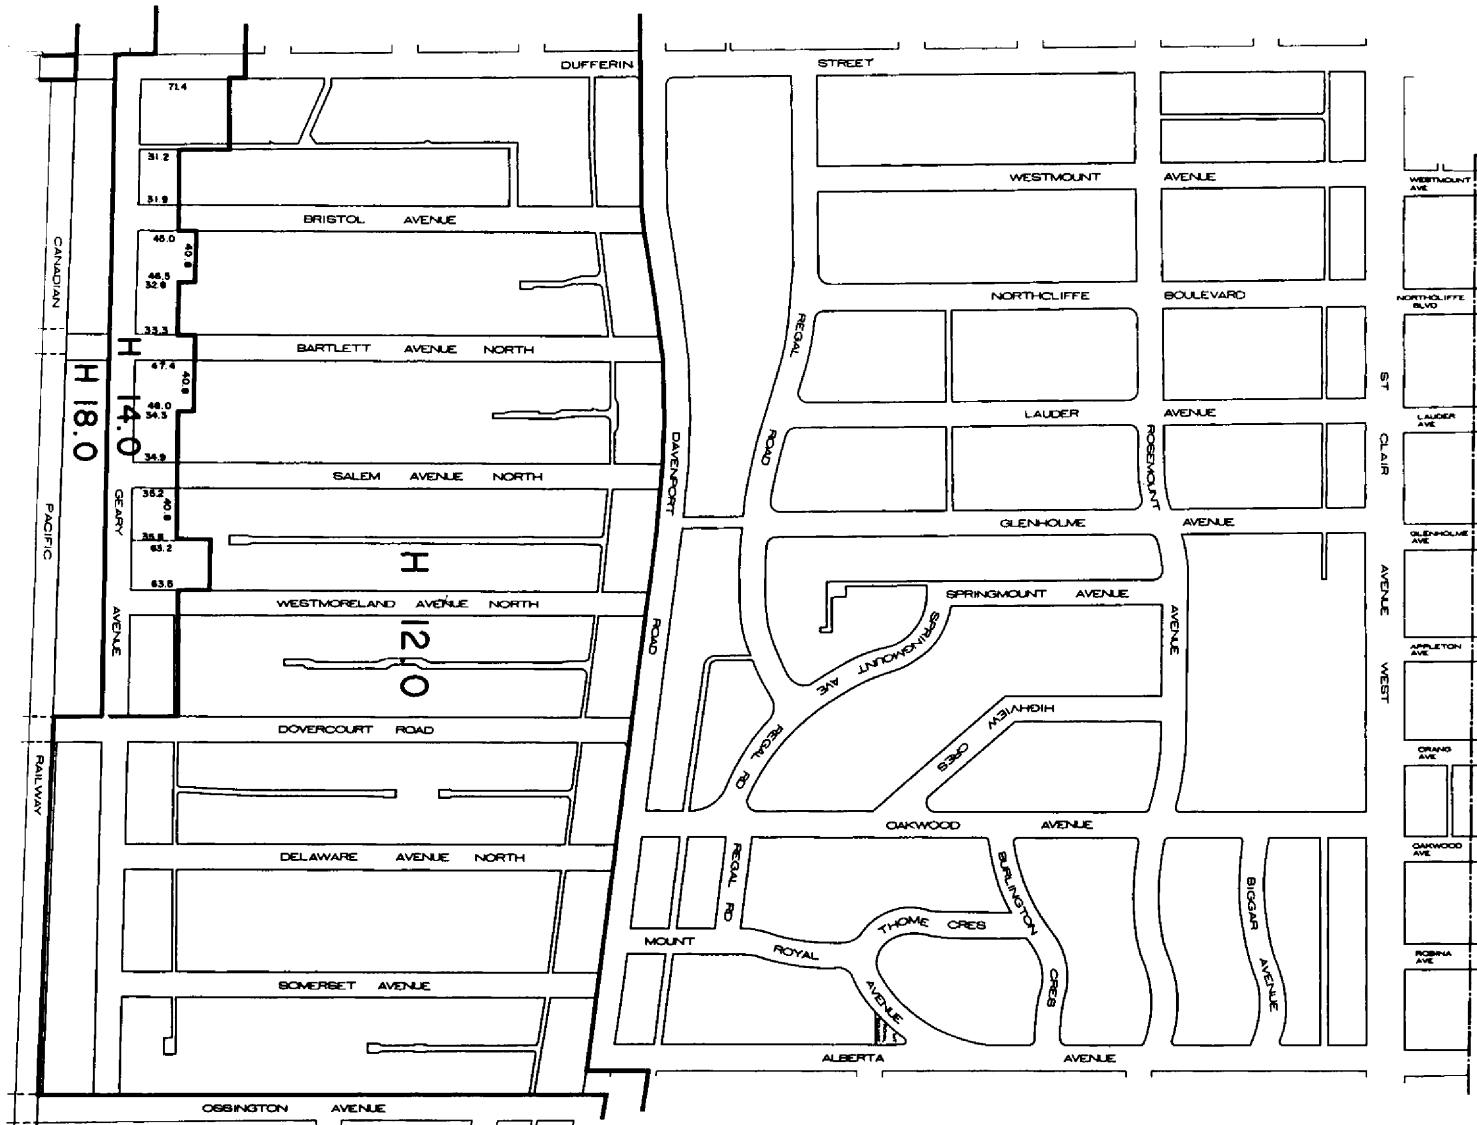 DUFFERIN STREET
71.4
31.2
31.9
WESTMOUNT AVENUE
WESTMOUNT
AVE
BRISTOL AVENUE
45.0
40.8
46.5
32.8
33.3
CANADIAN
NORTHCLIFFE BOULEVARD
NORTHCLIFFE
BLVD
REGAL
BARTLETT AVENUE NORTH
H 14.0
H 18.0
47.4
40.8
48.0
34.3
34.9
LAUDER AVENUE
LAUDER
AVE
ST CLAIR AVENUE WEST
ROAD
ROSEMOUNT
DAVENPORT
SALEM AVENUE NORTH
GEARY
35.2
40.8
35.8
63.2
63.5
PACIFIC
GLENHOLME AVENUE
GLENHOLME
AVE
H 12.0
SPRINGMOUNT AVENUE
WESTMORELAND AVENUE NORTH
AVENUE
ROAD
SPRINGMOUNT AVE
AVENUE
APPLETON
AVE
HIGHVIEW CRES
DOVERCOURT ROAD
REGAL RD
CRANG
AVE
RAILWAY
OAKWOOD AVENUE
OAKWOOD
AVE
DELAWARE AVENUE NORTH
REGAL RD
BURLINGTON
BIGGAR
THOME CRES
MOUNT ROYAL AVENUE
ROBINA
AVE
CRES
AVENUE
SOMERSET AVENUE
ALBERTA AVENUE
OSSINGTON AVENUE